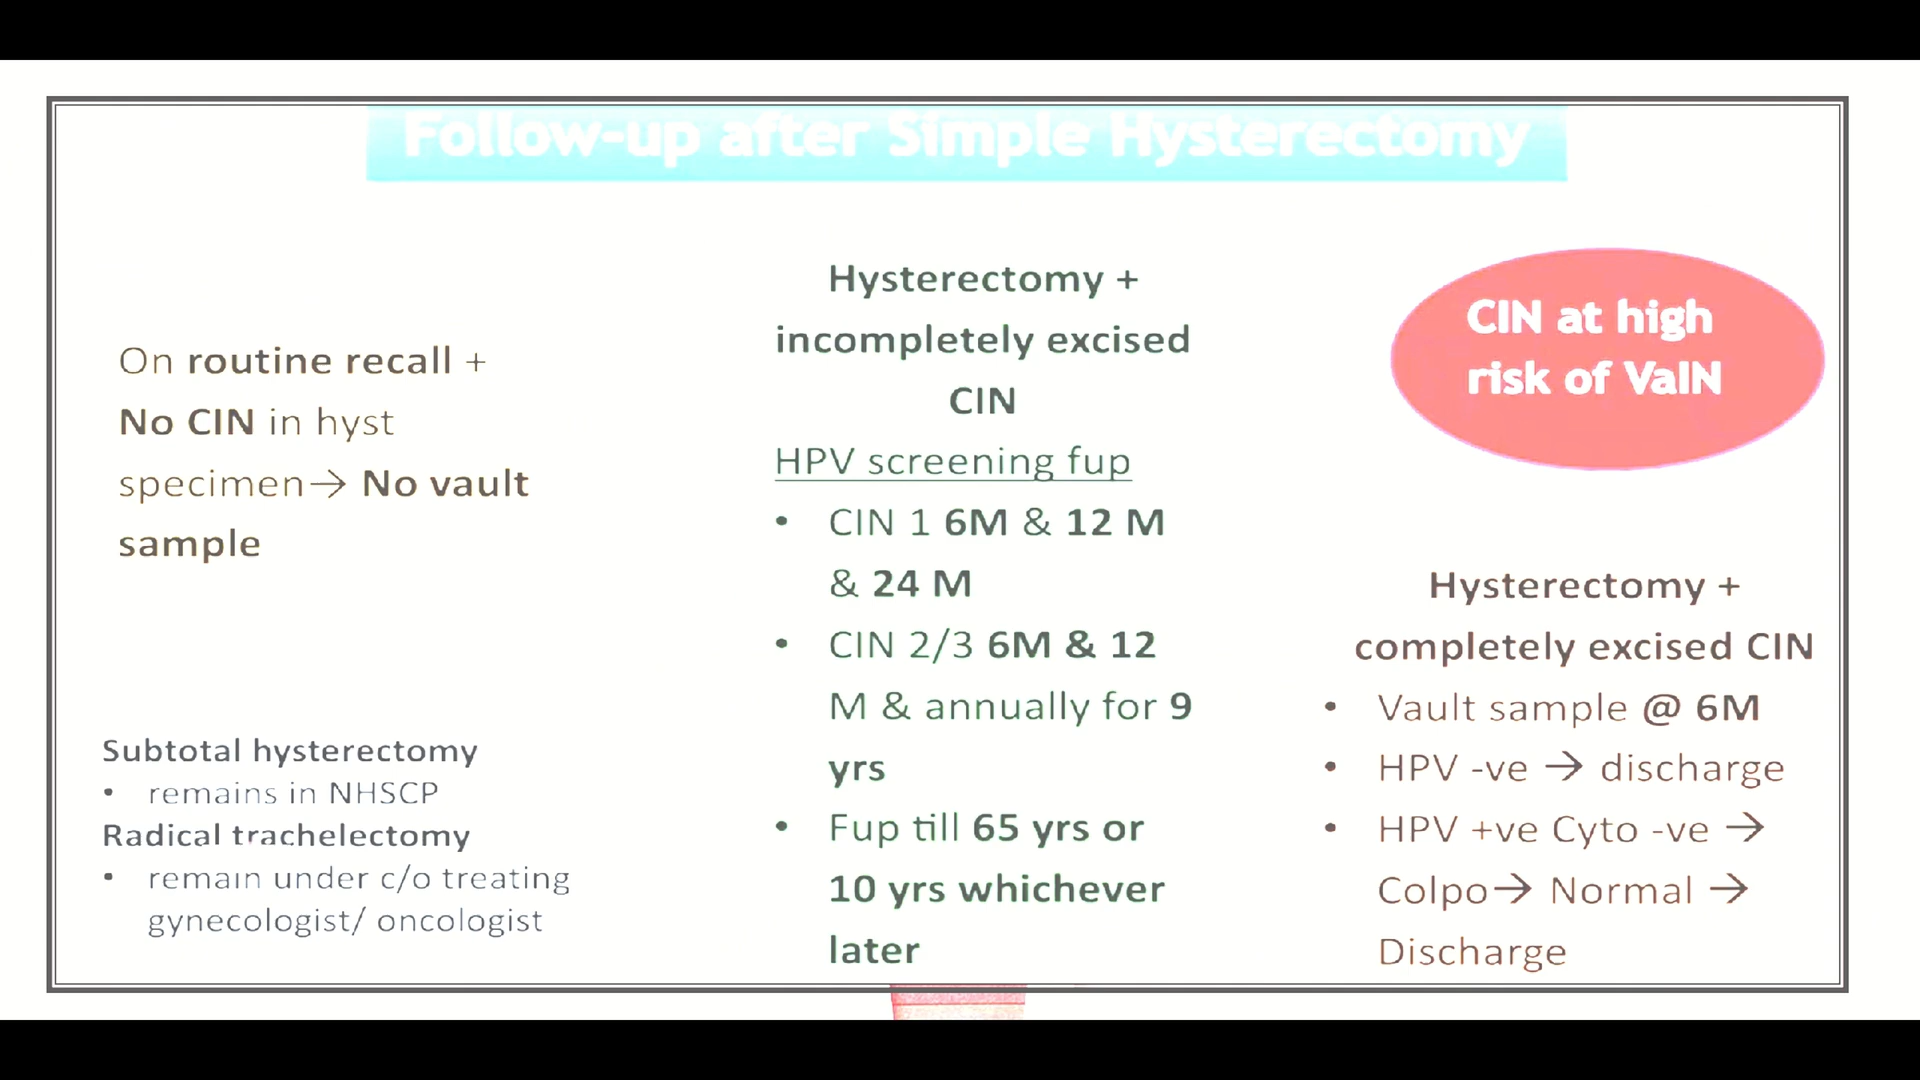 Follow-up after Simple Hysterectomy
On routine recall +
No CIN in hyst
specimen→ No vault
sample
Subtotal hysterectomy
• remains in NHSCP
Radical trachelectomy
• remain under c/o treating
gynecologist/ oncologist
Hysterectomy +
incompletely excised
CIN
HPV screening fup
• CIN 1 6M & 12 M
& 24 M
• CIN 2/3 6M & 12
M & annually for 9
yrs
• Fup till 65 yrs or
10 yrs whichever
later
CIN at high
risk of VaIN
Hysterectomy +
completely excised CIN
• Vault sample @ 6M
• HPV -ve → discharge
• HPV +ve Cyto -ve →
Colpo→ Normal →
Discharge